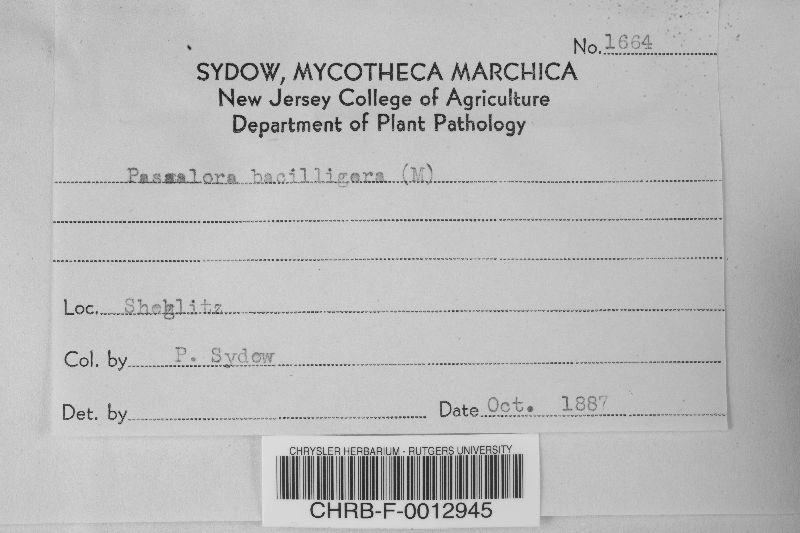 No. 1664
SYDOW, MYCOTHECA MARCHICA
New Jersey College of Agriculture
Department of Plant Pathology
Passalora bacilligera (M)
Loc. Sheglitz
Col. by P. Sydow
Det. by
Date Oct. 1887
CHRYSLER HERBARIUM - RUTGERS UNIVERSITY
CHRB-F-0012945